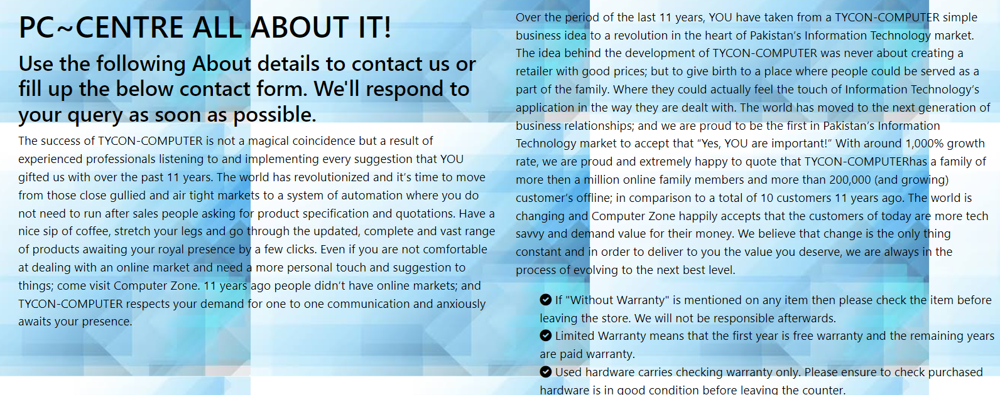 PC~CENTRE ALL ABOUT IT!
Use the following About details to contact us or
fill up the below contact form. We'll respond to
your query as soon as possible.
The success of TYCON-COMPUTER is not a magical coincidence but a result of
experienced professionals listening to and implementing every suggestion that YOU
gifted us with over the past 11 years. The world has revolutionized and it’s time to move
from those close gullied and air tight markets to a system of automation where you do
not need to run after sales people asking for product specification and quotations. Have a
nice sip of coffee, stretch your legs and go through the updated, complete and vast range
of products awaiting your royal presence by a few clicks. Even if you are not comfortable
at dealing with an online market and need a more personal touch and suggestion to
things; come visit Computer Zone. 11 years ago people didn’t have online markets; and
TYCON-COMPUTER respects your demand for one to one communication and anxiously
awaits your presence.
Over the period of the last 11 years, YOU have taken from a TYCON-COMPUTER simple
business idea to a revolution in the heart of Pakistan’s Information Technology market.
The idea behind the development of TYCON-COMPUTER was never about creating a
retailer with good prices; but to give birth to a place where people could be served as a
part of the family. Where they could actually feel the touch of Information Technology’s
application in the way they are dealt with. The world has moved to the next generation of
business relationships; and we are proud to be the first in Pakistan’s Information
Technology market to accept that “Yes, YOU are important!” With around 1,000% growth
rate, we are proud and extremely happy to quote that TYCON-COMPUTERhas a family of
more then a million online family members and more than 200,000 (and growing)
customer’s offline; in comparison to a total of 10 customers 11 years ago. The world is
changing and Computer Zone happily accepts that the customers of today are more tech
savvy and demand value for their money. We believe that change is the only thing
constant and in order to deliver to you the value you deserve, we are always in the
process of evolving to the next best level.
If "Without Warranty" is mentioned on any item then please check the item before
leaving the store. We will not be responsible afterwards.
Limited Warranty means that the first year is free warranty and the remaining years
are paid warranty.
Used hardware carries checking warranty only. Please ensure to check purchased
hardware is in good condition before leaving the counter.